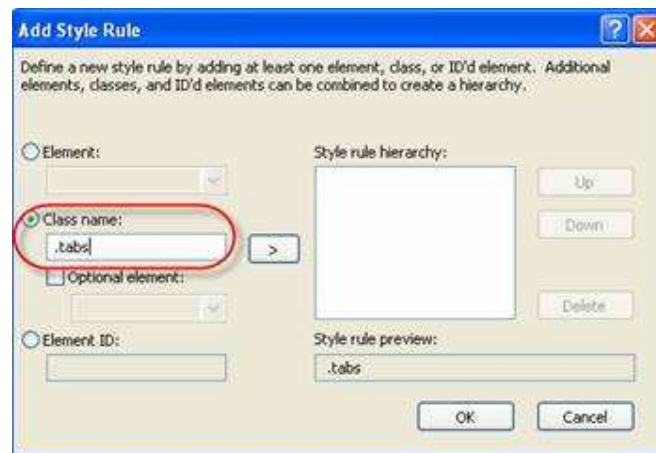 Add Style Rule
Define a new style rule by adding at least one element, class, or ID'd element. Additional
elements, classes, and ID'd elements can be combined to create a hierarchy.
Element:
Style rule hierarchy:
Up
Class name:
Down
.tabs
>
Optional element:
Delete
Element ID:
Style rule preview:
.tabs
OK
Cancel